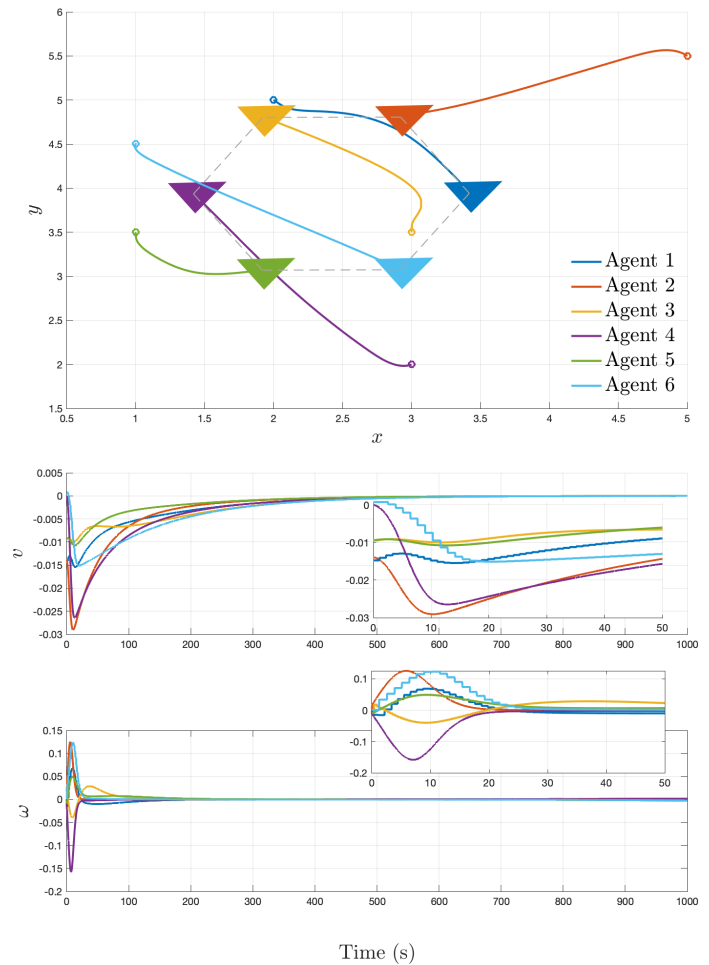 6
5.5
5
4.5
4
3.5
3
2.5
2
1.5
y
Agent 1
Agent 2
Agent 3
Agent 4
Agent 5
Agent 6
0.5 1 1.5 2 2.5 3 3.5 4 4.5 5
x
0.005
0
-0.005
-0.01
-0.015
-0.02
-0.025
-0.03
v
0 100 200 300 400 500 600 700 800 900 1000
0
-0.01
-0.02
-0.03
0 10 20 30 40 50
0.1
0
-0.1
-0.2
0 10 20 30 40 50
0.15
0.1
0.05
0
-0.05
-0.1
-0.15
-0.2
ω
0 100 200 300 400 500 600 700 800 900 1000
Time (s)